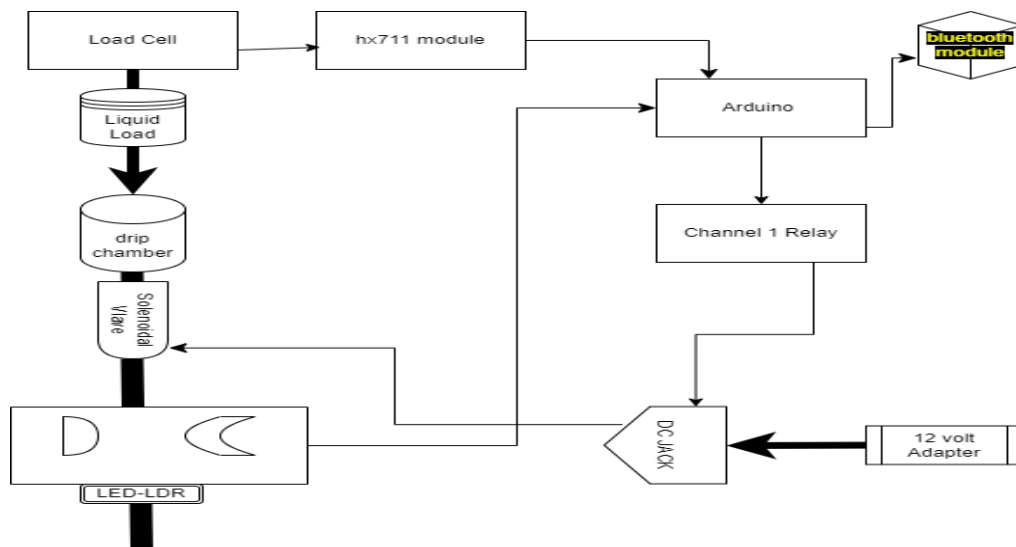 Load Cell
hx711 module
bluetooth
module
Liquid
Load
Arduino
drip
chamber
Channel 1 Relay
Solenoidal
Vlave
DC JACK
12 volt
Adapter
LED-LDR